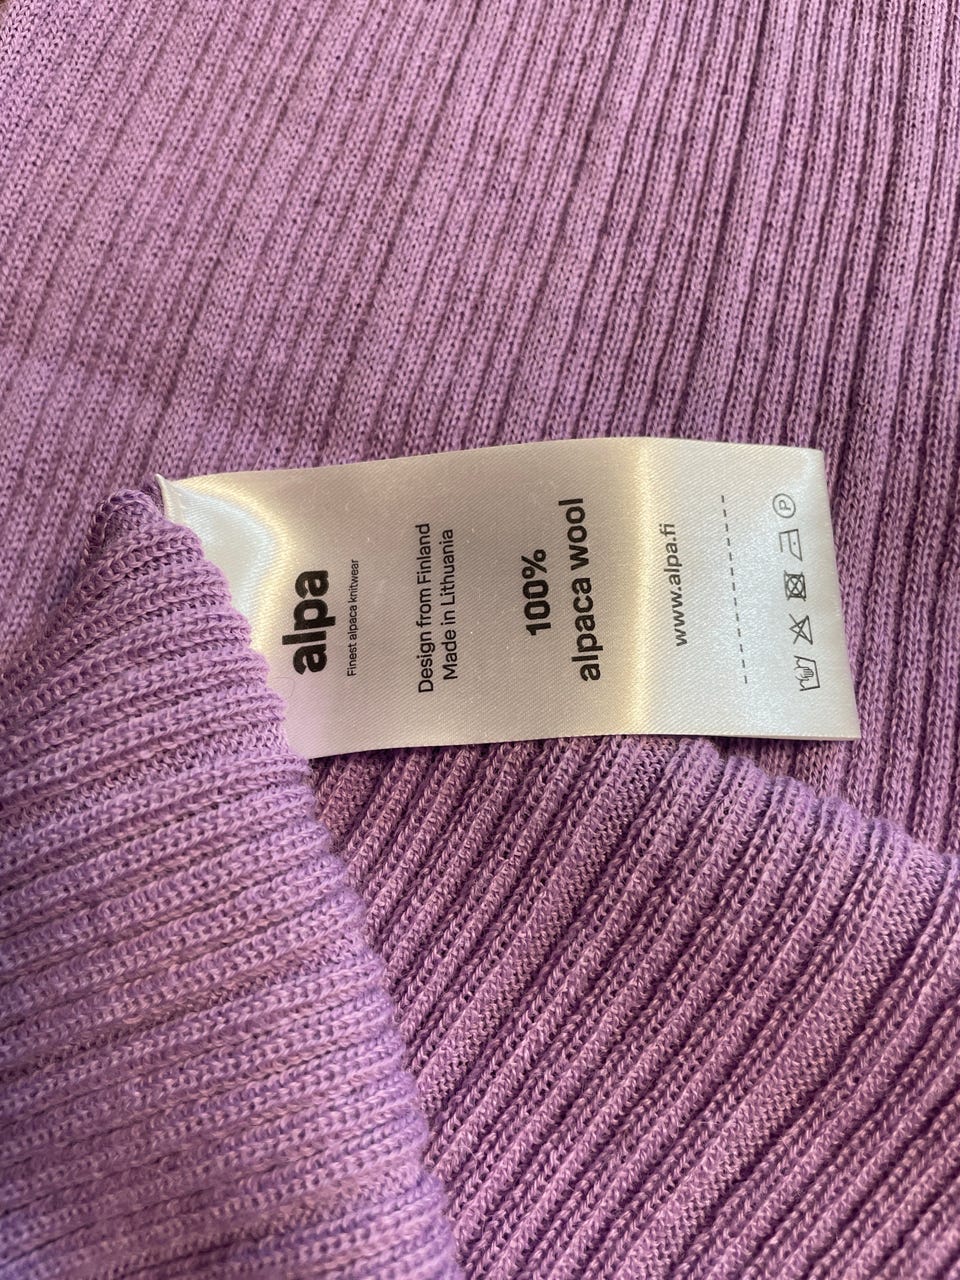 alpa
Finest alpaca knitwear
Design from Finland
Made in Lithuania
100%
alpaca wool
www.alpa.fi
P